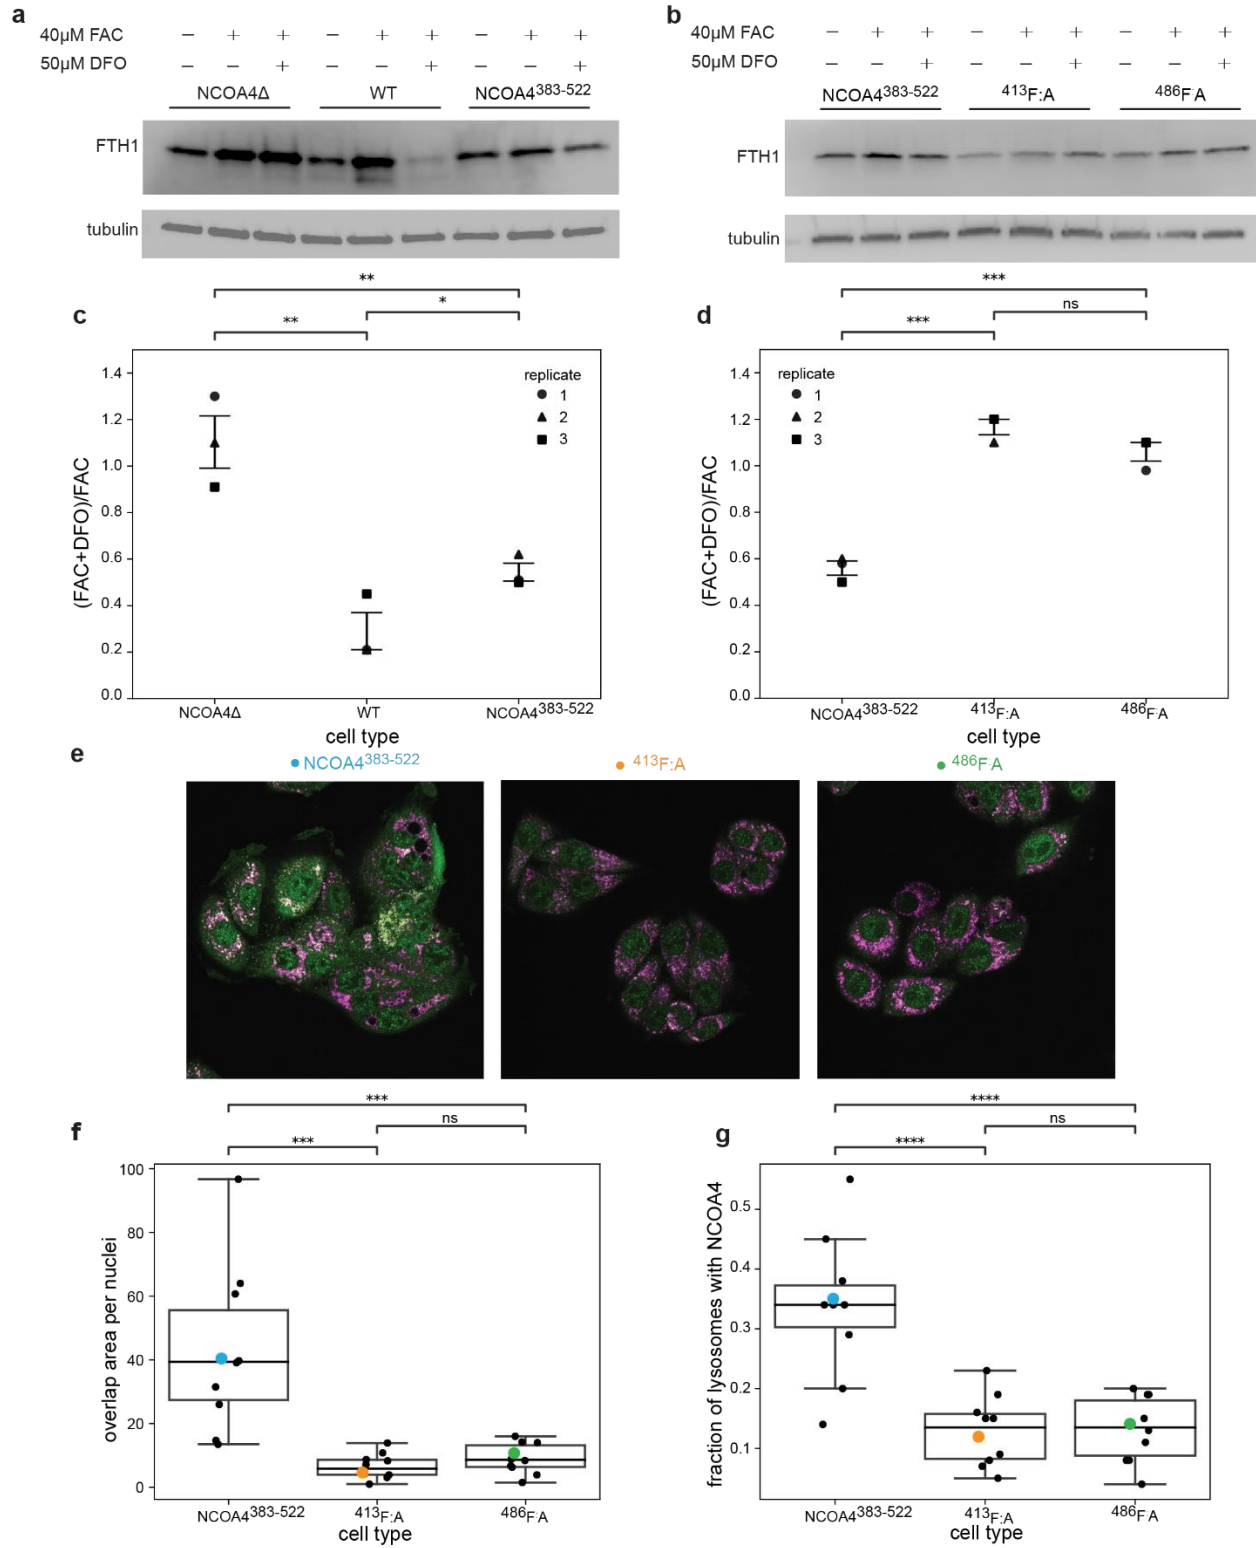 a
40µM FAC − + + − + + − + +
50µM DFO − − + − − + − − +
NCOA4Δ WT NCOA4383-522
FTH1
tubulin
b
40µM FAC − + + − + + − + +
50µM DFO − − + − − + − − +
NCOA4383-522 413F:A 486F:A
FTH1
tubulin
c
**
*
**
replicate
1
2
3
1.4
1.2
1.0
0.8
0.6
0.4
0.2
0.0
(FAC+DFO)/FAC
NCOA4Δ WT NCOA4383-522
cell type
d
***
ns
***
replicate
1
2
3
1.4
1.2
1.0
0.8
0.6
0.4
0.2
0.0
(FAC+DFO)/FAC
NCOA4383-522 413F:A 486F:A
cell type
e
NCOA4383-522 413F:A 486F:A
f
***
ns
***
100
80
60
40
20
0
overlap area per nuclei
NCOA4383-522 413F:A 486F:A
cell type
g
****
ns
****
0.5
0.4
0.3
0.2
0.1
fraction of lysosomes with NCOA4
NCOA4383-522 413F:A 486F:A
cell type